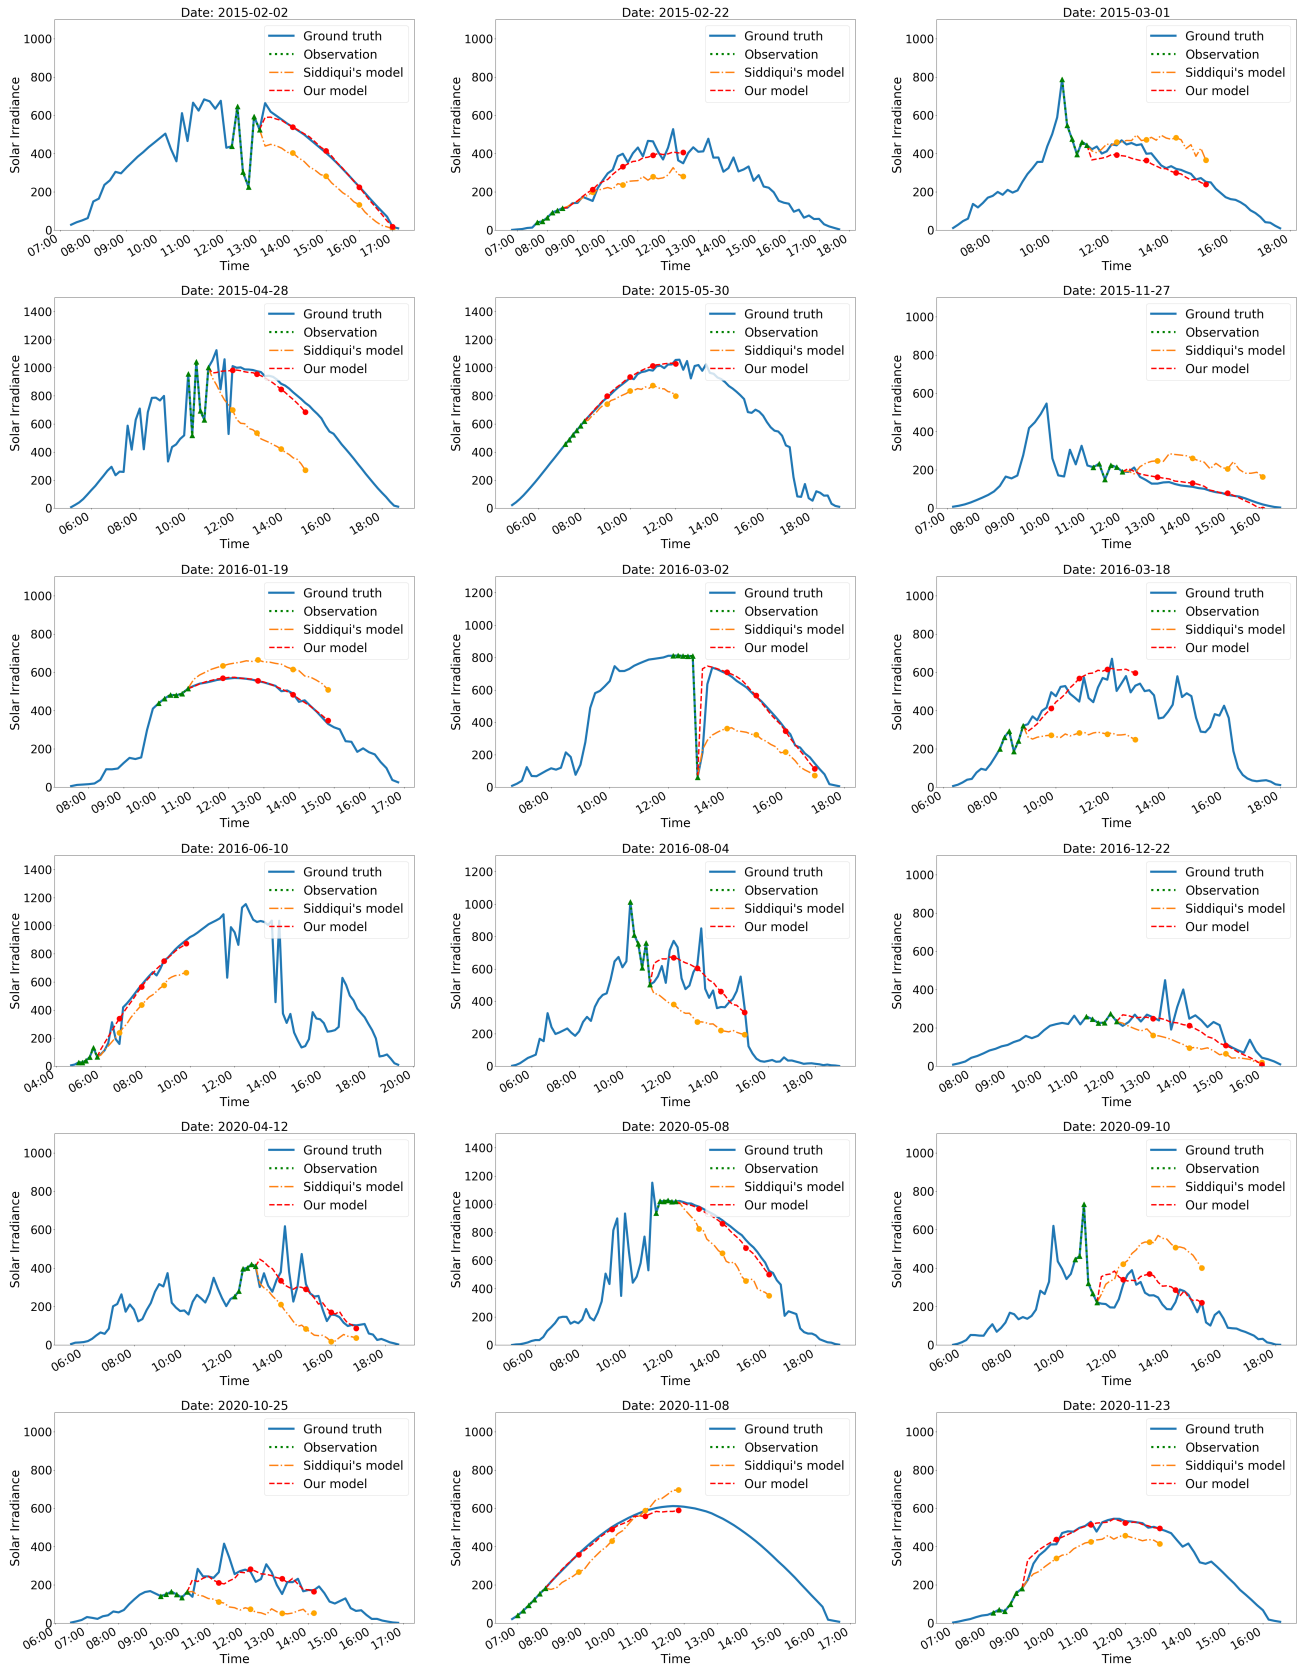 Date: 2015-02-02
Solar Irradiance
1000
800
600
400
200
0
Ground truth
Observation
Siddiqui's model
Our model
07:00 08:00 09:00 10:00 11:00 12:00 13:00 14:00 15:00 16:00 17:00
Time
Date: 2015-02-22
Solar Irradiance
1000
800
600
400
200
0
Ground truth
Observation
Siddiqui's model
Our model
07:00 08:00 09:00 10:00 11:00 12:00 13:00 14:00 15:00 16:00 17:00 18:00
Time
Date: 2015-03-01
Solar Irradiance
1000
800
600
400
200
0
Ground truth
Observation
Siddiqui's model
Our model
08:00 10:00 12:00 14:00 16:00 18:00
Time
Date: 2015-04-28
Solar Irradiance
1400
1200
1000
800
600
400
200
0
Ground truth
Observation
Siddiqui's model
Our model
06:00 08:00 10:00 12:00 14:00 16:00 18:00
Time
Date: 2015-05-30
Solar Irradiance
1400
1200
1000
800
600
400
200
0
Ground truth
Observation
Siddiqui's model
Our model
06:00 08:00 10:00 12:00 14:00 16:00 18:00
Time
Date: 2015-11-27
Solar Irradiance
1000
800
600
400
200
0
Ground truth
Observation
Siddiqui's model
Our model
07:00 08:00 09:00 10:00 11:00 12:00 13:00 14:00 15:00 16:00
Time
Date: 2016-01-19
Solar Irradiance
1000
800
600
400
200
0
Ground truth
Observation
Siddiqui's model
Our model
08:00 09:00 10:00 11:00 12:00 13:00 14:00 15:00 16:00 17:00
Time
Date: 2016-03-02
Solar Irradiance
1200
1000
800
600
400
200
0
Ground truth
Observation
Siddiqui's model
Our model
08:00 10:00 12:00 14:00 16:00 18:00
Time
Date: 2016-03-18
Solar Irradiance
1000
800
600
400
200
0
Ground truth
Observation
Siddiqui's model
Our model
06:00 08:00 10:00 12:00 14:00 16:00 18:00
Time
Date: 2016-06-10
Solar Irradiance
1400
1200
1000
800
600
400
200
0
Ground truth
Observation
Siddiqui's model
Our model
04:00 06:00 08:00 10:00 12:00 14:00 16:00 18:00 20:00
Time
Date: 2016-08-04
Solar Irradiance
1200
1000
800
600
400
200
0
Ground truth
Observation
Siddiqui's model
Our model
06:00 08:00 10:00 12:00 14:00 16:00 18:00
Time
Date: 2016-12-22
Solar Irradiance
1000
800
600
400
200
0
Ground truth
Observation
Siddiqui's model
Our model
08:00 09:00 10:00 11:00 12:00 13:00 14:00 15:00 16:00
Time
Date: 2020-04-12
Solar Irradiance
1000
800
600
400
200
0
Ground truth
Observation
Siddiqui's model
Our model
06:00 08:00 10:00 12:00 14:00 16:00 18:00
Time
Date: 2020-05-08
Solar Irradiance
1400
1200
1000
800
600
400
200
0
Ground truth
Observation
Siddiqui's model
Our model
06:00 08:00 10:00 12:00 14:00 16:00 18:00
Time
Date: 2020-09-10
Solar Irradiance
1000
800
600
400
200
0
Ground truth
Observation
Siddiqui's model
Our model
06:00 08:00 10:00 12:00 14:00 16:00 18:00
Time
Date: 2020-10-25
Solar Irradiance
1000
800
600
400
200
0
Ground truth
Observation
Siddiqui's model
Our model
06:00 07:00 08:00 09:00 10:00 11:00 12:00 13:00 14:00 15:00 16:00 17:00
Time
Date: 2020-11-08
Solar Irradiance
1000
800
600
400
200
0
Ground truth
Observation
Siddiqui's model
Our model
07:00 08:00 09:00 10:00 11:00 12:00 13:00 14:00 15:00 16:00
Time
Date: 2020-11-23
Solar Irradiance
1000
800
600
400
200
0
Ground truth
Observation
Siddiqui's model
Our model
07:00 08:00 09:00 10:00 11:00 12:00 13:00 14:00 15:00 16:00
Time